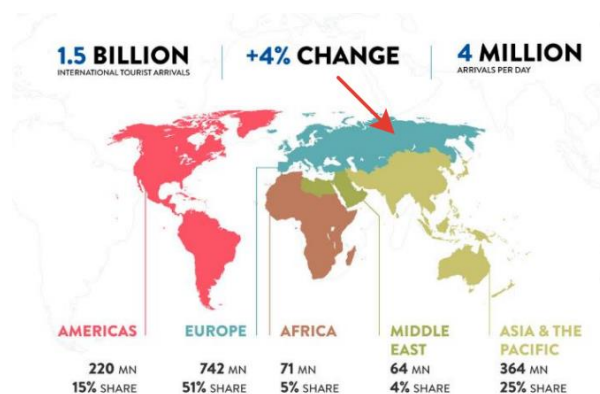 1.5 BILLION
INTERNATIONAL TOURIST ARRIVALS
+4% CHANGE
4 MILLION
ARRIVALS PER DAY
AMERICAS
220 MN
15% SHARE
EUROPE
742 MN
51% SHARE
AFRICA
71 MN
5% SHARE
MIDDLE
EAST
64 MN
4% SHARE
ASIA & THE
PACIFIC
364 MN
25% SHARE